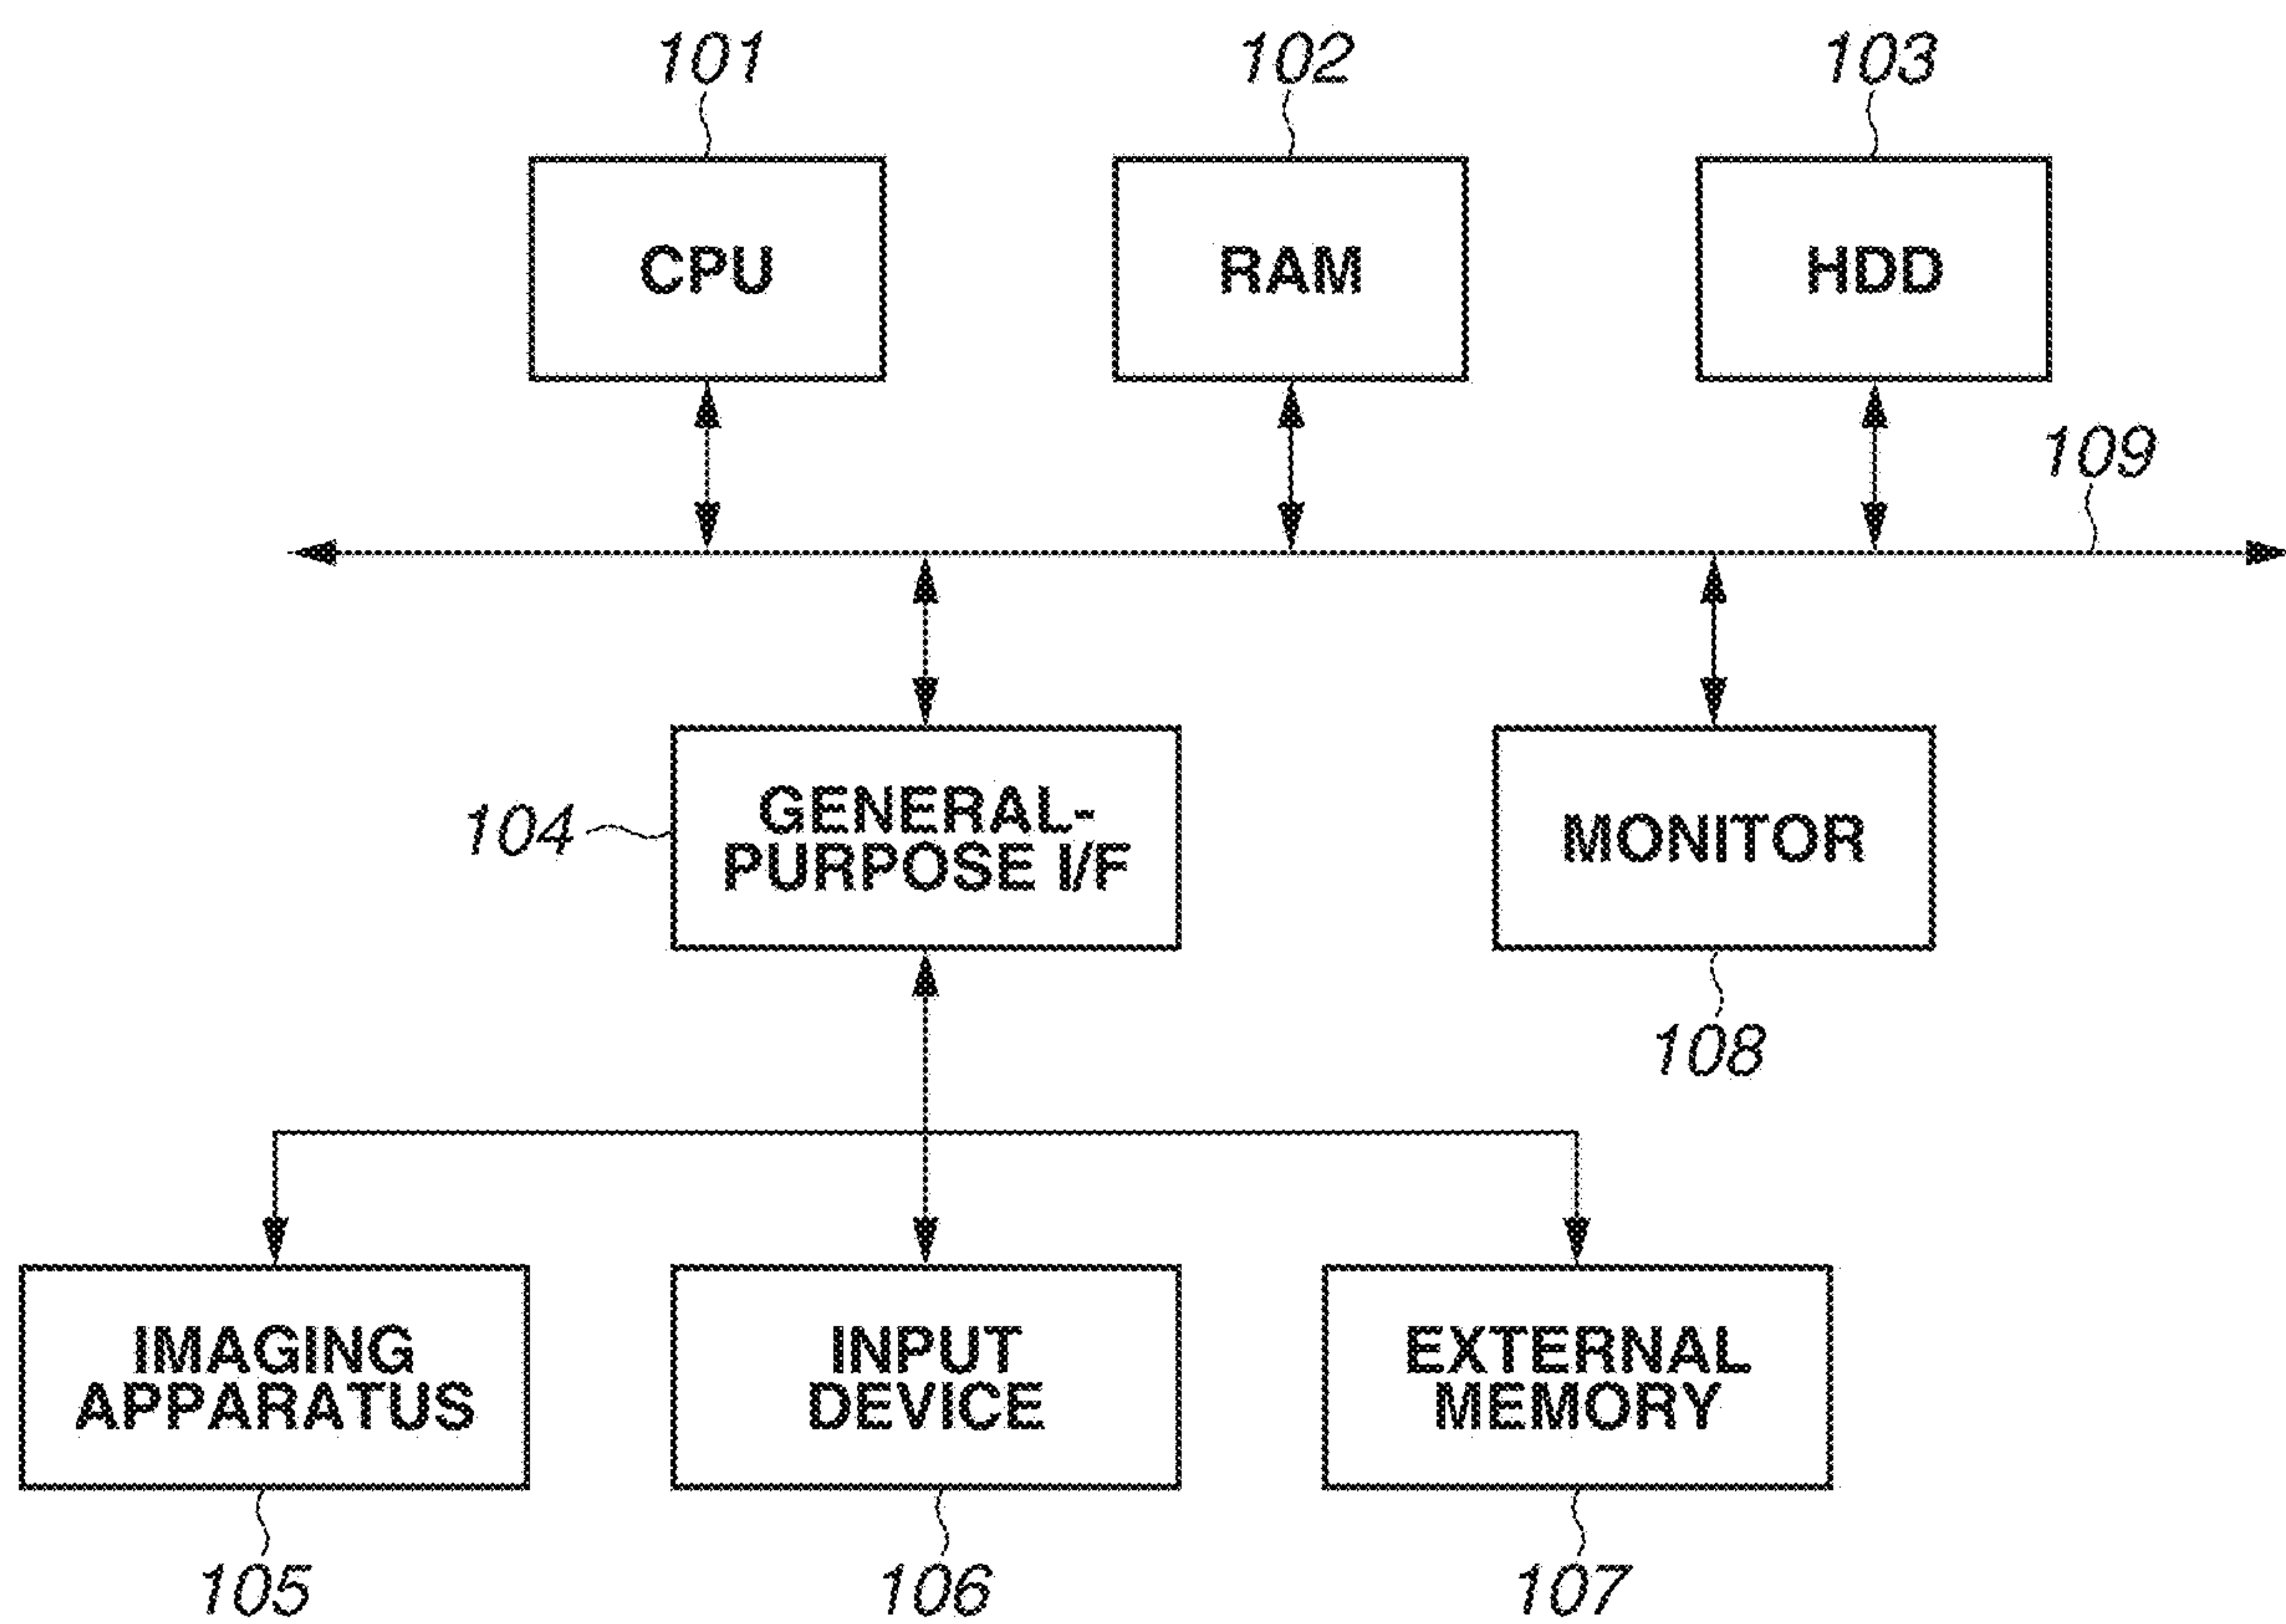 101
102
103
CPU
RAM
HDD
109
104
GENERAL-
PURPOSE I/F
MONITOR
108
IMAGING
APPARATUS
INPUT
DEVICE
EXTERNAL
MEMORY
105
106
107